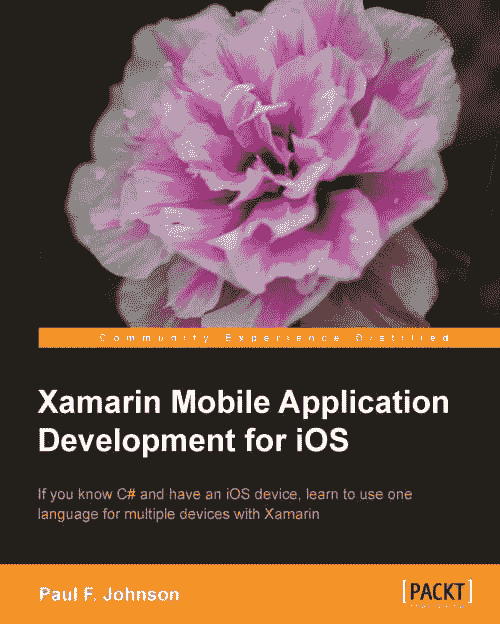 Community Experience Distilled
Xamarin Mobile Application
Development for iOS
If you know C# and have an iOS device, learn to use one
language for multiple devices with Xamarin
Paul F. Johnson
[PACKT]